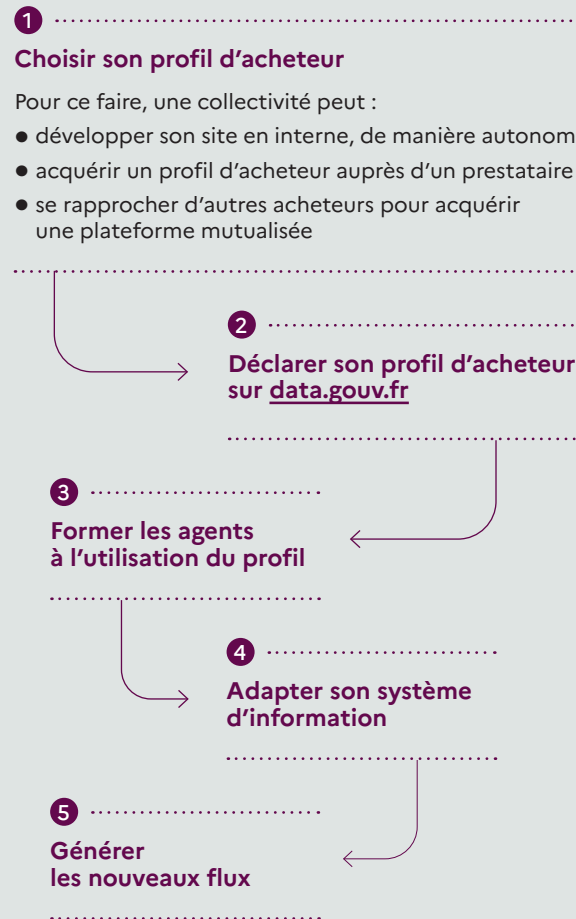 1
Choisir son profil d’acheteur
Pour ce faire, une collectivité peut :
● développer son site en interne, de manière autonom
● acquérir un profil d’acheteur auprès d’un prestataire
● se rapprocher d’autres acheteurs pour acquérir
une plateforme mutualisée
2
Déclarer son profil d’acheteur
sur data.gouv.fr
3
Former les agents
à l’utilisation du profil
4
Adapter son système
d’information
5
Générer
les nouveaux flux